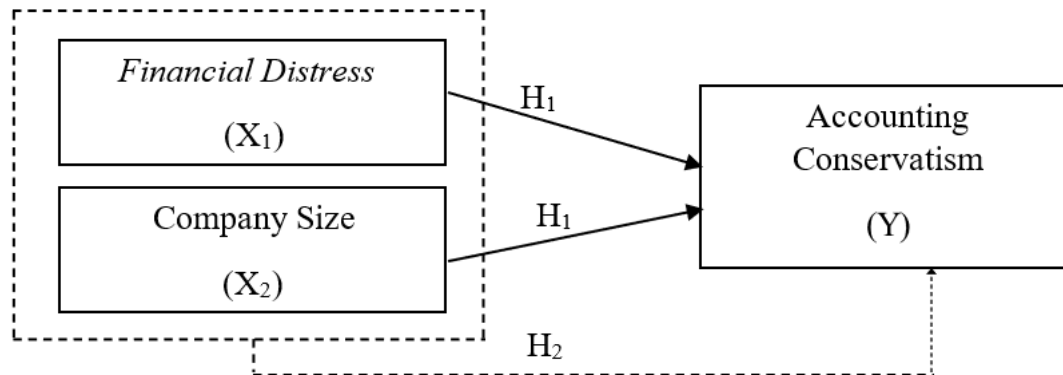 Financial Distress
(X₁)
H₁
Company Size
(X₂)
H₁
Accounting
Conservatism
(Y)
H₂